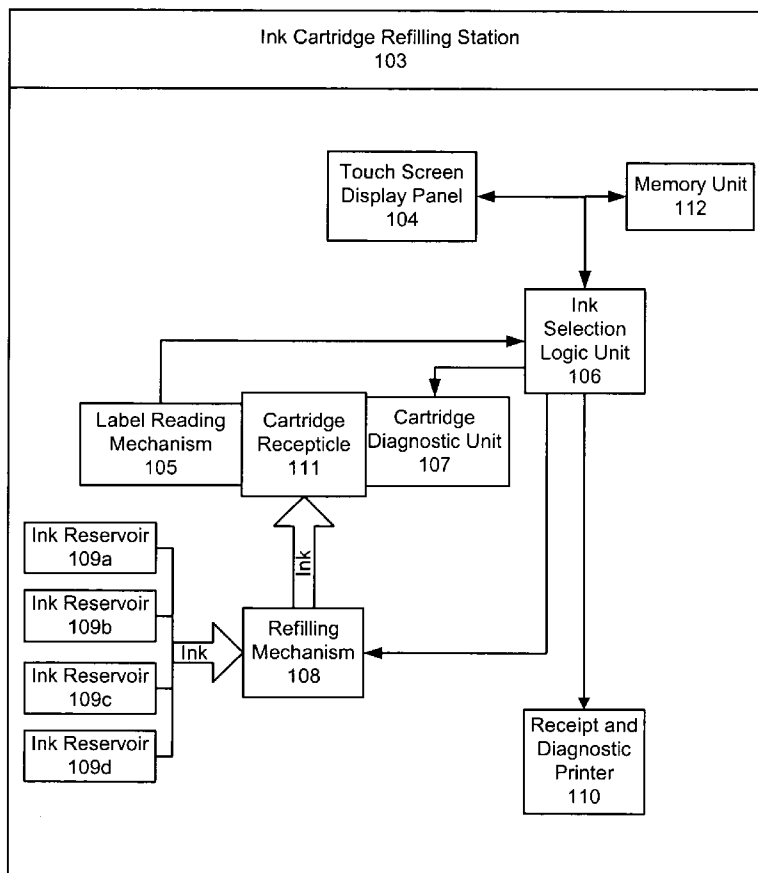 Ink Cartridge Refilling Station
103
Touch Screen
Display Panel
104
Memory Unit
112
Ink
Selection
Logic Unit
106
Label Reading
Mechanism
105
Cartridge
Recepticle
111
Cartridge
Diagnostic Unit
107
Ink
Ink Reservoir
109a
Ink Reservoir
109b
Ink Reservoir
109c
Ink Reservoir
109d
Ink
Refilling
Mechanism
108
Receipt and
Diagnostic
Printer
110